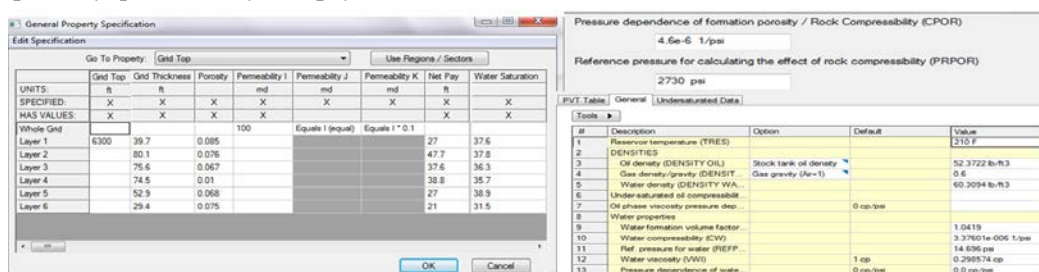 General Property Specification
Edit Specification
Go To Property: Grid Top Use Regions / Sectors
Grid Top Grid Thickness Porosity Permeability I Permeability J Permeability K Net Pay Water Saturation
UNITS: ft ft md md md ft
SPECIFIED: X X X X X X X X
HAS VALUES: X X X X X X X
Whole Grid 100 Equals I (equal) Equals I * 0.1
Layer 1 6300 39.7 0.085 27 37.6
Layer 2 80.1 0.076 47.7 37.8
Layer 3 75.6 0.067 37.6 36.3
Layer 4 74.5 0.01 38.8 35.7
Layer 5 52.9 0.068 27 38.9
Layer 6 29.4 0.075 21 31.5
OK Cancel
Pressure dependence of formation porosity / Rock Compressibility (CPOR)
4.6e-6 1/psi
Reference pressure for calculating the effect of rock compressibility (PRPOR)
2730 psi
PVT Table General Undersaturated Data
Tools
# Description Option Default Value
1 Reservoir temperature (TRES) 210 F
2 DENSITIES
3 Oil density (DENSITY OIL) Stock tank oil density 52.3722 lb/ft3
4 Gas density/gravity (DENSIT... Gas gravity (Air=1) 0.6
5 Water density (DENSITY WA... 60.3094 lb/ft3
6 Under-saturated oil compressibilit...
7 Oil phase viscosity pressure dep... 0 cp/psi
8 Water properties
9 Water formation volume factor... 1.0419
10 Water compressibility (CW) 3.37601e-006 1/psi
11 Ref. pressure for water (REFP... 14.696 psi
12 Water viscosity (VWI) 1 cp 0.298574 cp
13 Pressure dependence of wate... 0 cp/psi 0.0 cp/psi